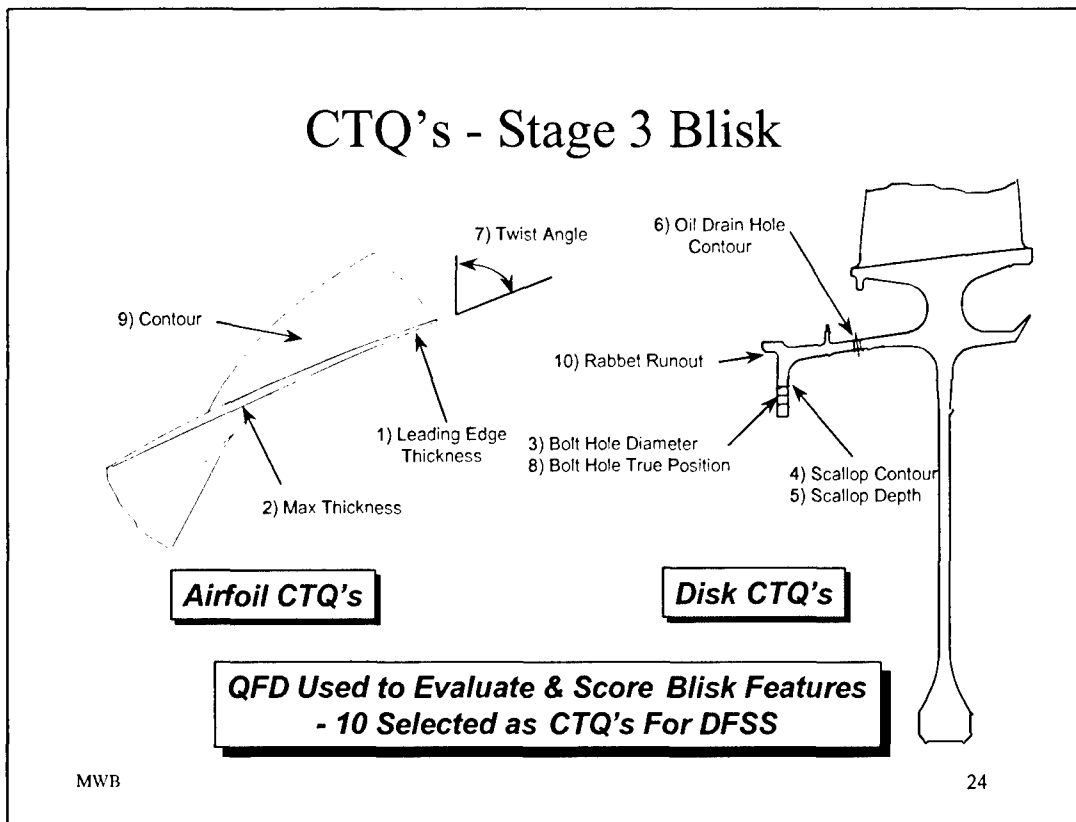 CTQ's - Stage 3 Blisk
7) Twist Angle
9) Contour
1) Leading Edge
Thickness
2) Max Thickness
6) Oil Drain Hole
Contour
10) Rabbet Runout
3) Bolt Hole Diameter
8) Bolt Hole True Position
4) Scallop Contour
5) Scallop Depth
Airfoil CTQ's
Disk CTQ's
QFD Used to Evaluate & Score Blisk Features
- 10 Selected as CTQ's For DFSS
MWB
24